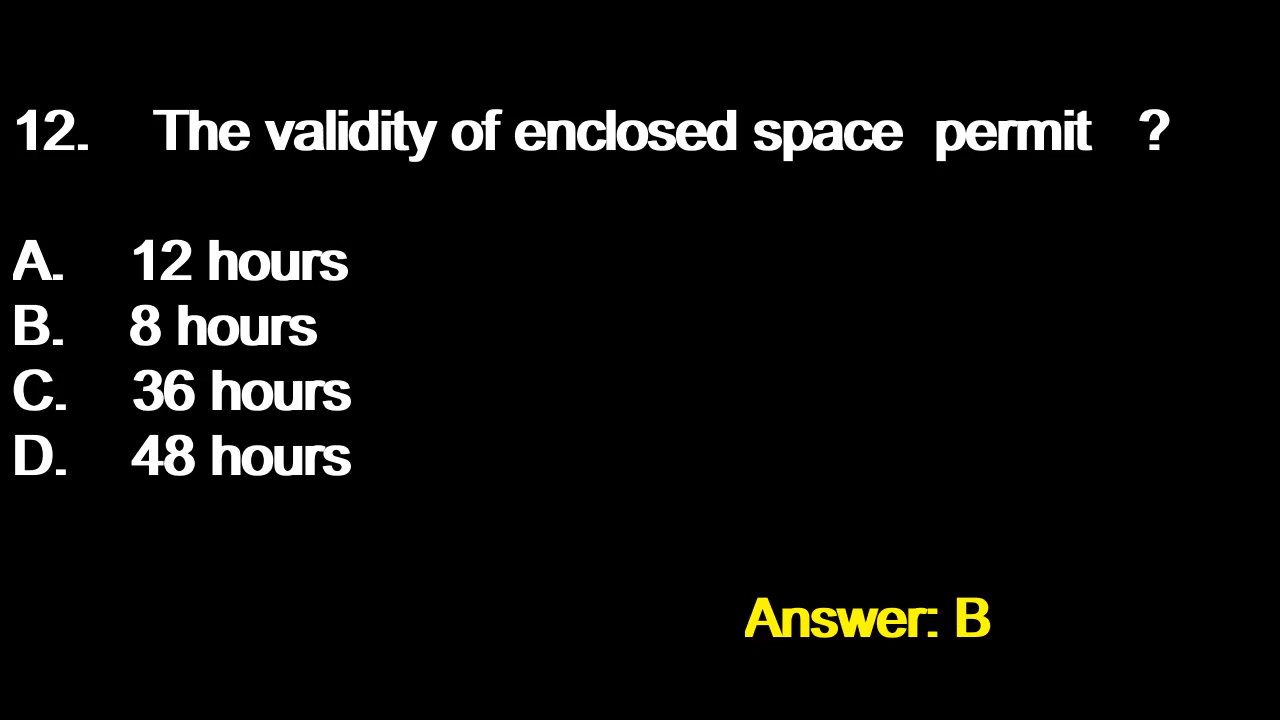 12. The validity of enclosed space permit ?
A. 12 hours
B. 8 hours
C. 36 hours
D. 48 hours
Answer: B